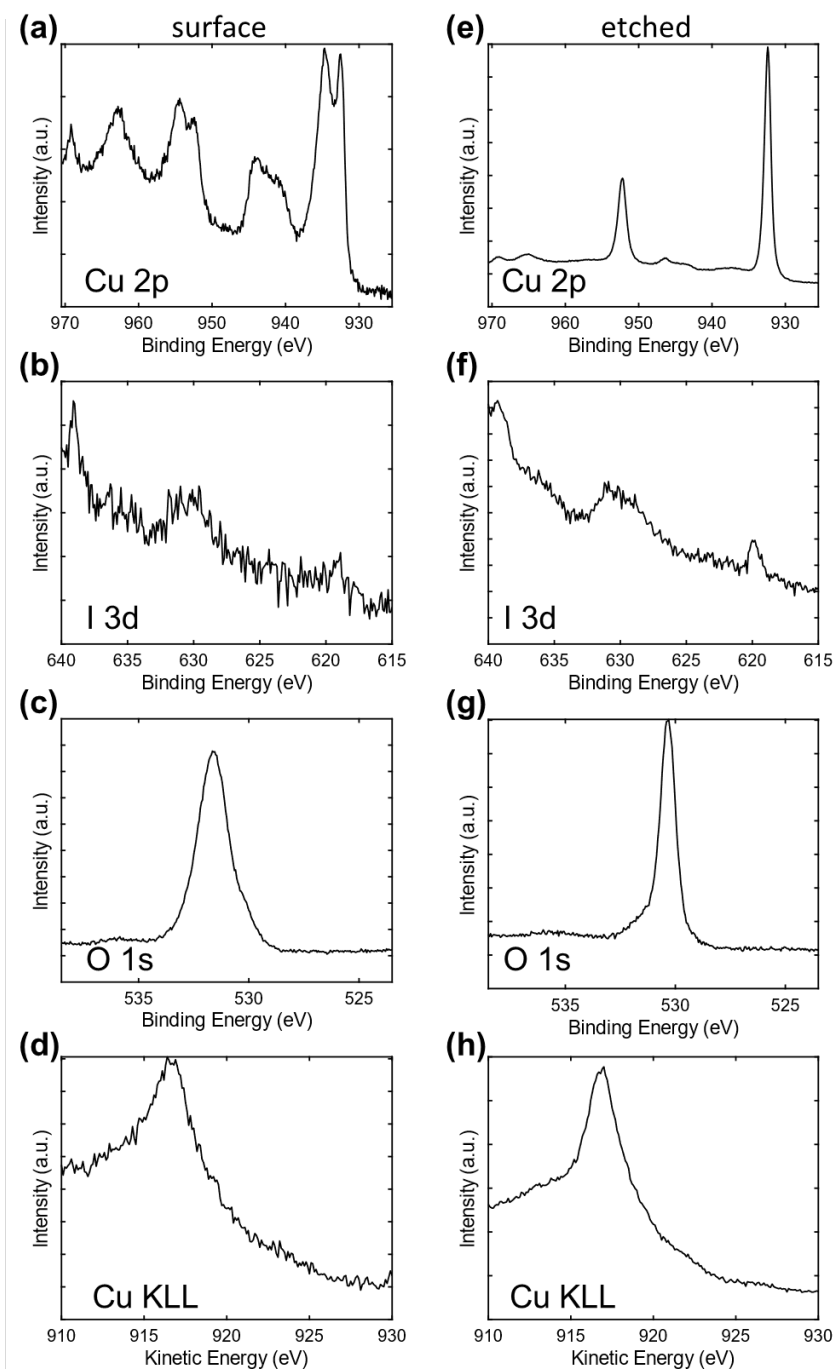 (a) surface
Intensity (a.u.)
Cu 2p
970 960 950 940 930
Binding Energy (eV)
(e) etched
Intensity (a.u.)
Cu 2p
970 960 950 940 930
Binding Energy (eV)
(b)
Intensity (a.u.)
I 3d
640 635 630 625 620 615
Binding Energy (eV)
(f)
Intensity (a.u.)
I 3d
640 635 630 625 620 615
Binding Energy (eV)
(c)
Intensity (a.u.)
O 1s
535 530 525
Binding Energy (eV)
(g)
Intensity (a.u.)
O 1s
535 530 525
Binding Energy (eV)
(d)
Intensity (a.u.)
Cu KLL
910 915 920 925 930
Kinetic Energy (eV)
(h)
Intensity (a.u.)
Cu KLL
910 915 920 925 930
Kinetic Energy (eV)